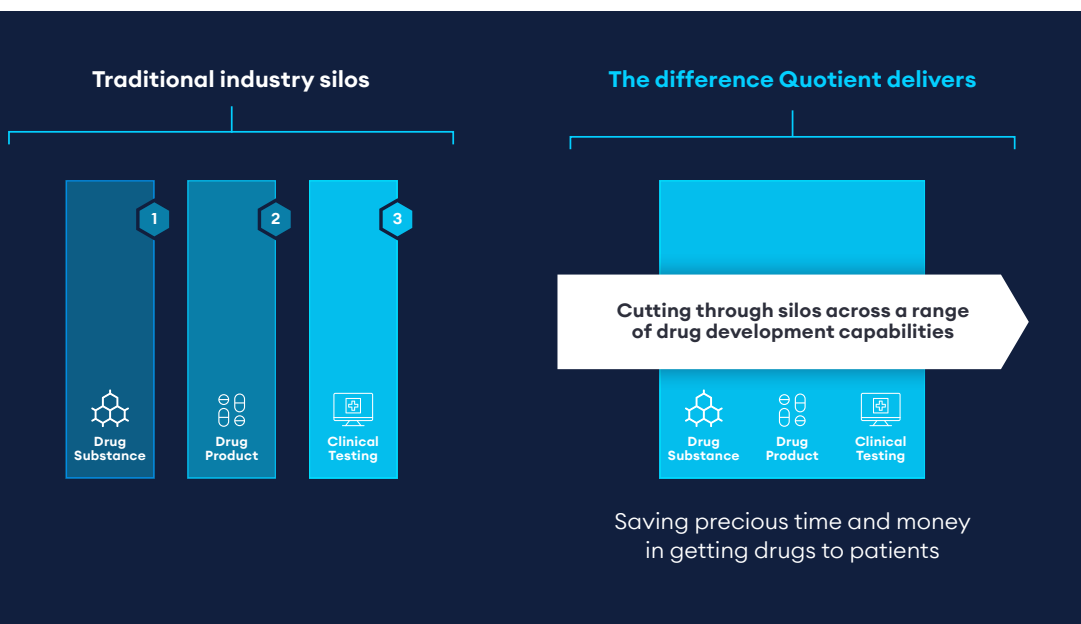 Traditional industry silos
1
2
3
Drug
Substance
Drug
Product
Clinical
Testing
The difference Quotient delivers
Cutting through silos across a range
of drug development capabilities
Drug
Substance
Drug
Product
Clinical
Testing
Saving precious time and money
in getting drugs to patients